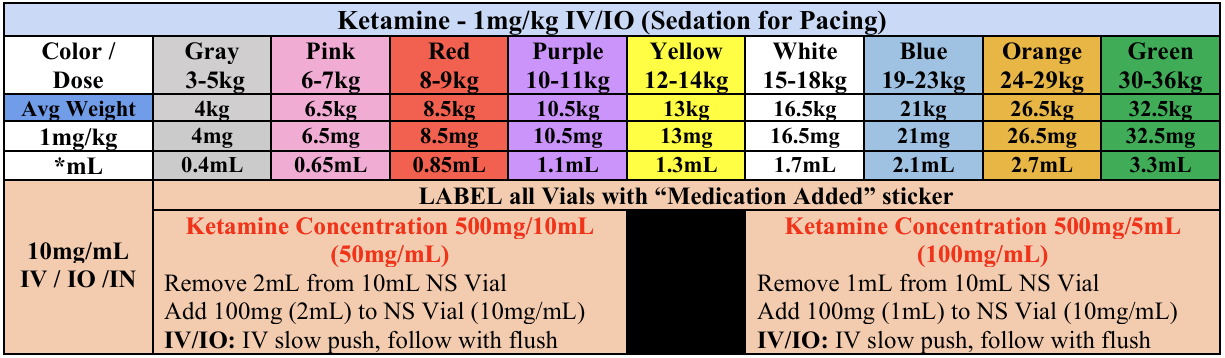 Ketamine - 1mg/kg IV/IO (Sedation for Pacing)
Color / Dose Gray 3-5kg Pink 6-7kg Red 8-9kg Purple 10-11kg Yellow 12-14kg White 15-18kg Blue 19-23kg Orange 24-29kg Green 30-36kg
Avg Weight 4kg 6.5kg 8.5kg 10.5kg 13kg 16.5kg 21kg 26.5kg 32.5kg
1mg/kg 4mg 6.5mg 8.5mg 10.5mg 13mg 16.5mg 21mg 26.5mg 32.5mg
*mL 0.4mL 0.65mL 0.85mL 1.1mL 1.3mL 1.7mL 2.1mL 2.7mL 3.3mL
10mg/mL
IV / IO /IN
LABEL all Vials with “Medication Added” sticker
Ketamine Concentration 500mg/10mL
(50mg/mL)
Remove 2mL from 10mL NS Vial
Add 100mg (2mL) to NS Vial (10mg/mL)
IV/IO: IV slow push, follow with flush
Ketamine Concentration 500mg/5mL
(100mg/mL)
Remove 1mL from 10mL NS Vial
Add 100mg (1mL) to NS Vial (10mg/mL)
IV/IO: IV slow push, follow with flush